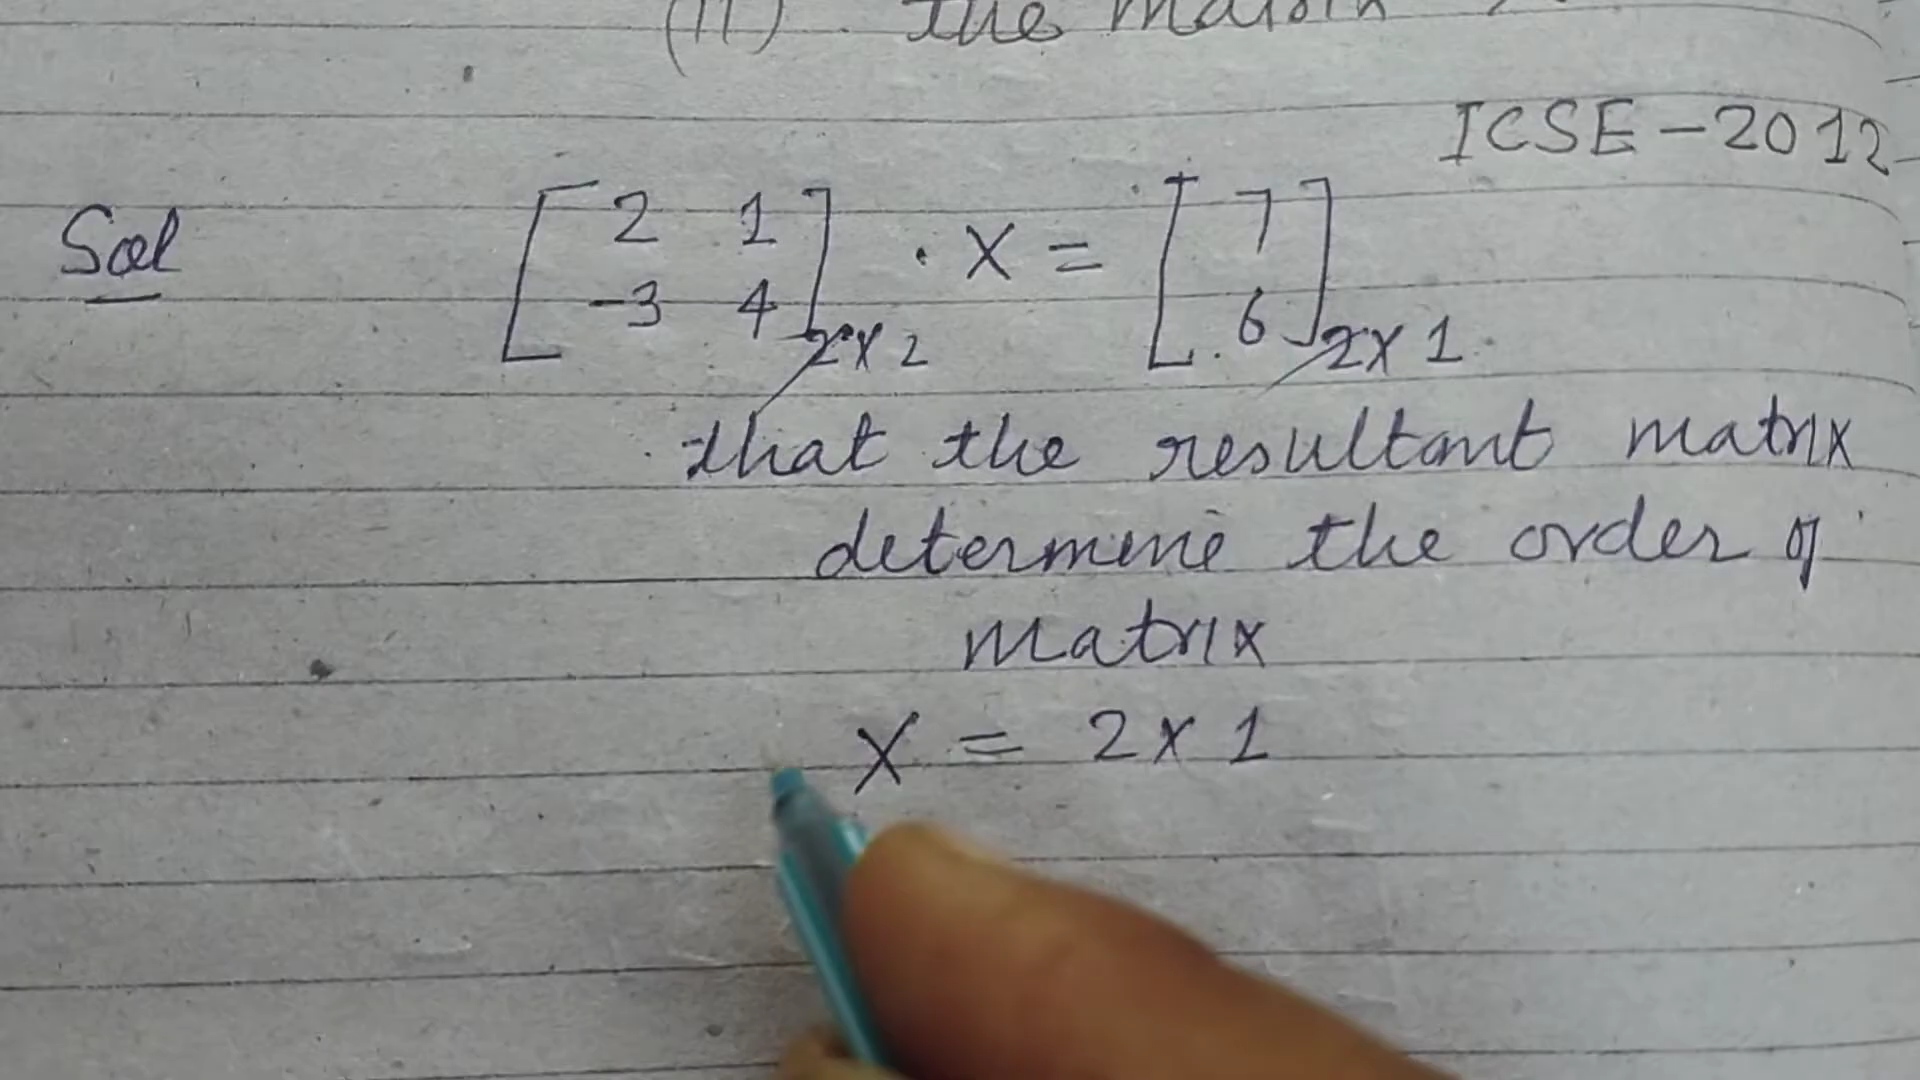 (II) the matrix
ICSE-2012
Sol [2 1 -3 4]2x2 . X = [7 6]2x1
that the resultant matrix
determine the order of
matrix
X = 2x1